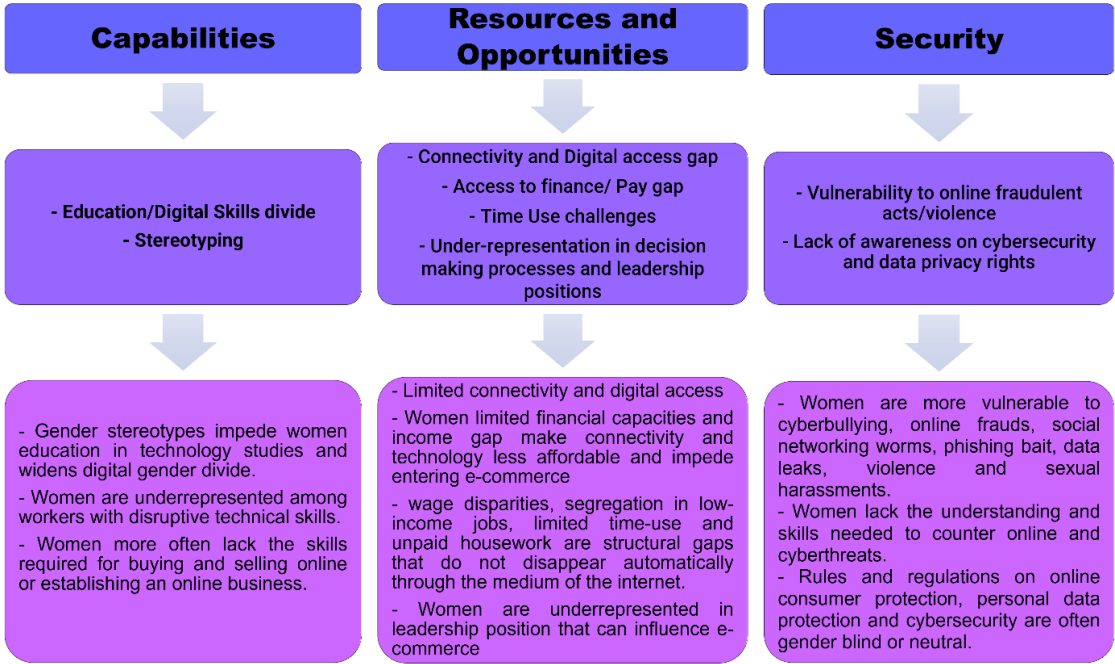 Capabilities
- Education/Digital Skills divide
- Stereotyping
- Gender stereotypes impede women
education in technology studies and
widens digital gender divide.
- Women are underrepresented among
workers with disruptive technical skills.
- Women more often lack the skills
required for buying and selling online
or establishing an online business.
Resources and
Opportunities
- Connectivity and Digital access gap
- Access to finance/ Pay gap
- Time Use challenges
- Under-representation in decision
making processes and leadership
positions
- Limited connectivity and digital access
- Women limited financial capacities and
income gap make connectivity and
technology less affordable and impede
entering e-commerce
- wage disparities, segregation in low-
income jobs, limited time-use and
unpaid housework are structural gaps
that do not disappear automatically
through the medium of the internet.
- Women are underrepresented in
leadership position that can influence e-
commerce
Security
- Vulnerability to online fraudulent
acts/violence
- Lack of awareness on cybersecurity
and data privacy rights
- Women are more vulnerable to
cyberbullying, online frauds, social
networking worms, phishing bait, data
leaks, violence and sexual
harassments.
- Women lack the understanding and
skills needed to counter online and
cyberthreats.
- Rules and regulations on online
consumer protection, personal data
protection and cybersecurity are often
gender blind or neutral.